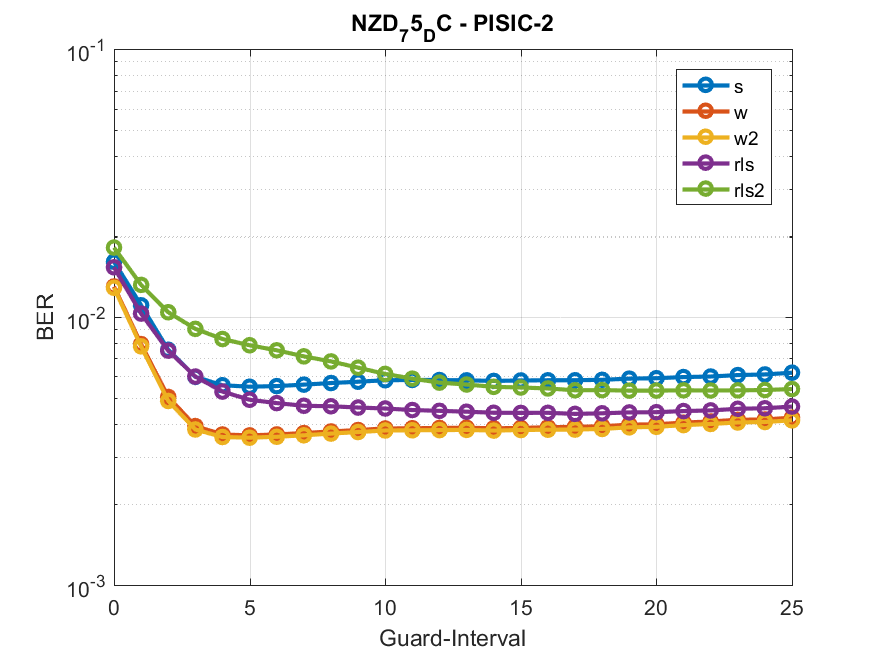 NZD₇5_DC - PISIC-2
10⁻¹
s
w
w2
rls
rls2
10⁻²
BER
10⁻³
0 5 10 15 20 25
Guard-Interval